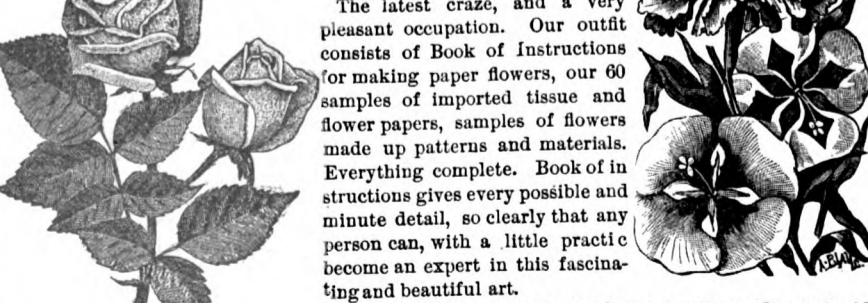 The latest craze, and a very
pleasant occupation. Our outfit
consists of Book of Instructions
for making paper flowers, our 60
samples of imported tissue and
flower papers, samples of flowers
made up patterns and materials.
Everything complete. Book of in
structions gives every possible and
minute detail, so clearly that any
person can, with a little practic
become an expert in this fascina-
ting and beautiful art.